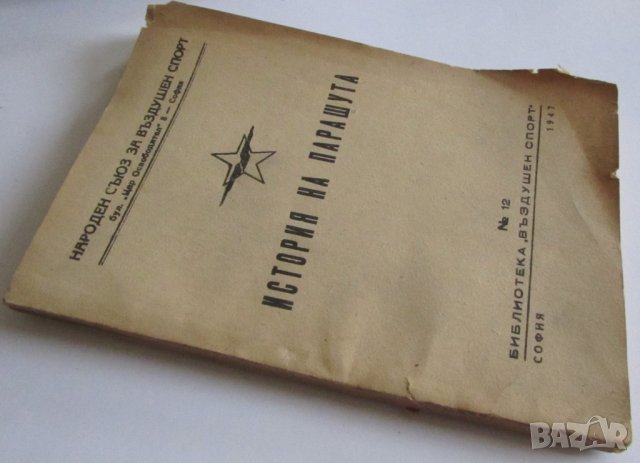 НАРОДЕН СЪЮЗ ЗА ВЪЗДУШЕН СПОРТ
бул. „Цар Освободител“ 8 — София
ИСТОРИЯ НА ПАРАШУТА
№ 12
БИБЛИОТЕКА „ВЪЗДУШЕН СПОРТ“
СОФИЯ 1947
BAZAR